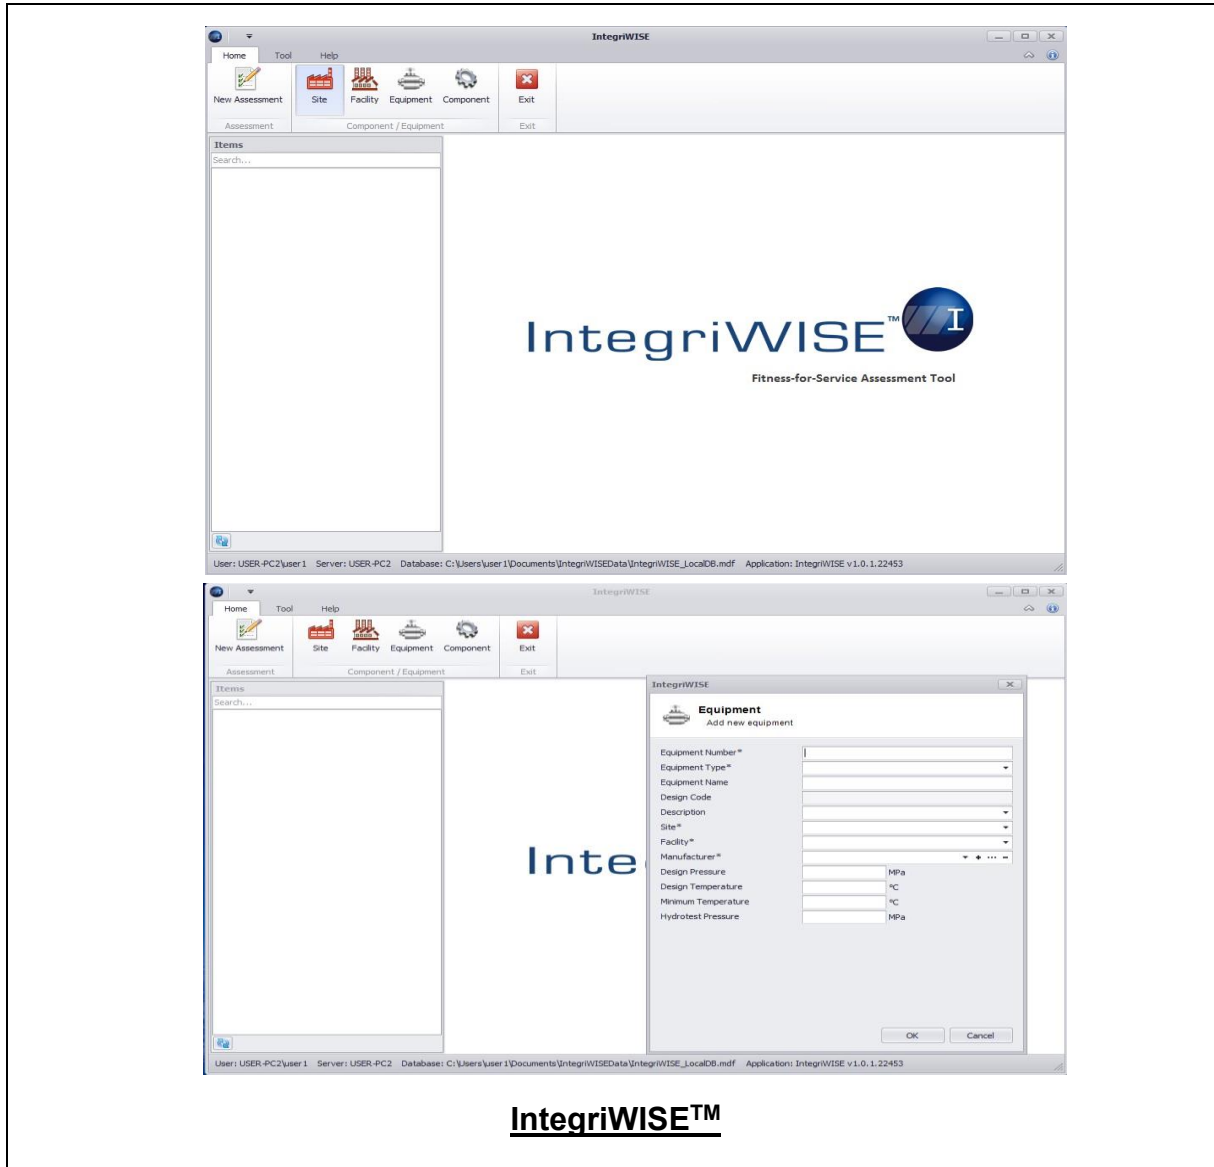 IntegriWISE
Home Tool Help
New Assessment Site Facility Equipment Component Exit
Assessment Component / Equipment Exit
Items
Search...
IntegriWISE™ I
Fitness-for-Service Assessment Tool
User: USER-PC2\user1 Server: USER-PC2 Database: C:\Users\user1\Documents\IntegriWISEData\IntegriWISE_LocalDB.mdf Application: IntegriWISE v1.0.1.22453
IntegriWISE
Home Tool Help
New Assessment Site Facility Equipment Component Exit
Assessment Component / Equipment Exit
Items
Search...
Inte
IntegriWISE
Equipment
Add new equipment
Equipment Number*
Equipment Type*
Equipment Name
Design Code
Description
Site*
Facility*
Manufacturer*
Design Pressure MPa
Design Temperature °C
Minimum Temperature °C
Hydrotest Pressure MPa
OK Cancel
User: USER-PC2\user1 Server: USER-PC2 Database: C:\Users\user1\Documents\IntegriWISEData\IntegriWISE_LocalDB.mdf Application: IntegriWISE v1.0.1.22453
IntegriWISE™